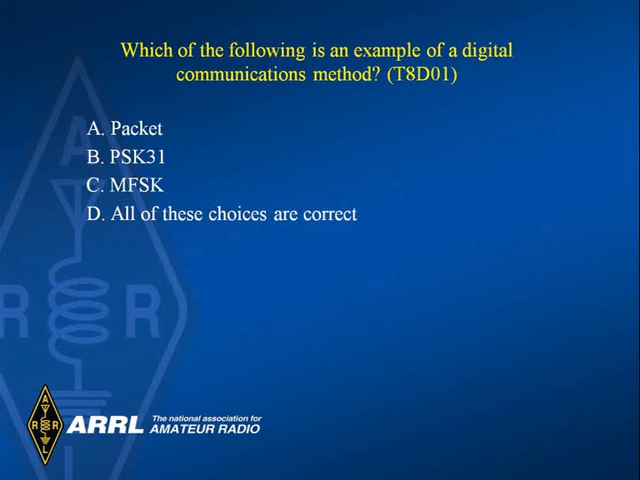 Which of the following is an example of a digital
communications method? (T8D01)
A. Packet
B. PSK31
C. MFSK
D. All of these choices are correct
A
R R
A
R R
L
ARRL The national association for
AMATEUR RADIO